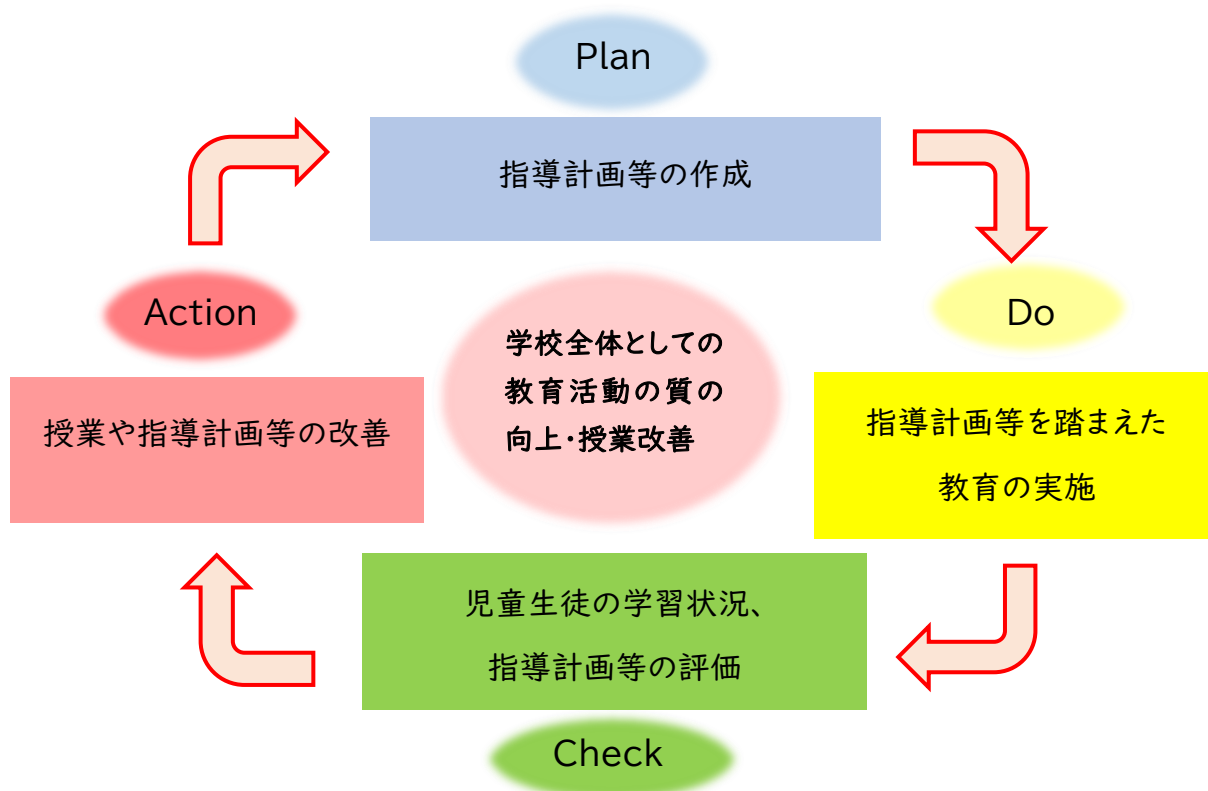 Plan
指導計画等の作成
Action
Do
学校全体としての
教育活動の質の
向上・授業改善
授業や指導計画等の改善
指導計画等を踏まえた
教育の実施
児童生徒の学習状況、
指導計画等の評価
Check